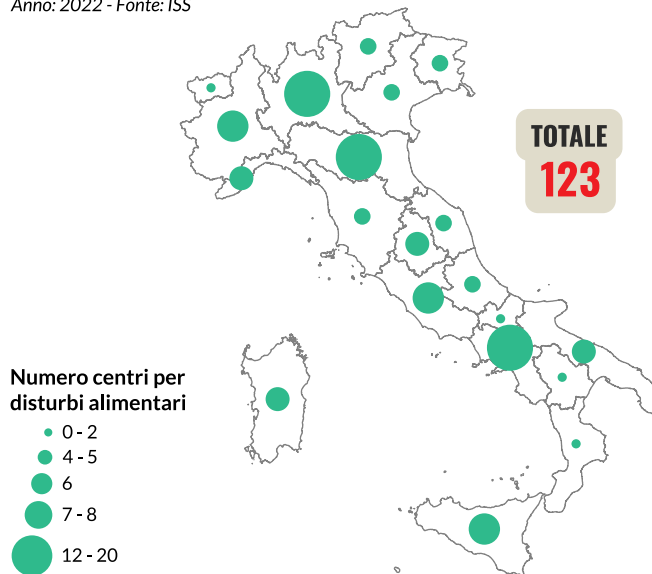 Anno: 2022 - Fonte: ISS
TOTALE
123
Numero centri per
disturbi alimentari
0 - 2
4 - 5
6
7 - 8
12 - 20